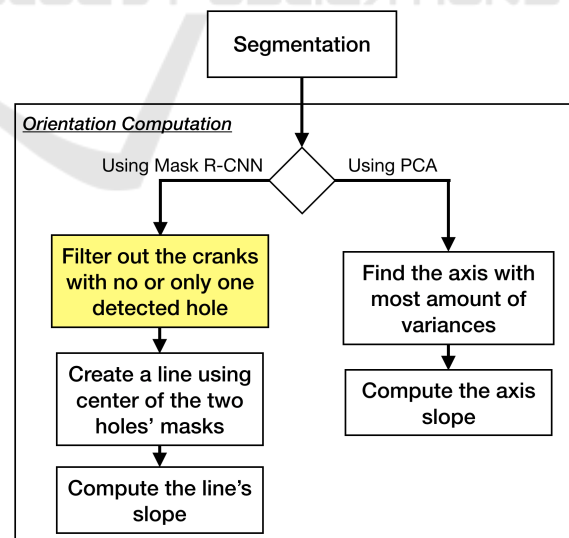 Segmentation
Orientation Computation
Using Mask R-CNN
Using PCA
Filter out the cranks
with no or only one
detected hole
Find the axis with
most amount of
variances
Create a line using
center of the two
holes' masks
Compute the axis
slope
Compute the line's
slope